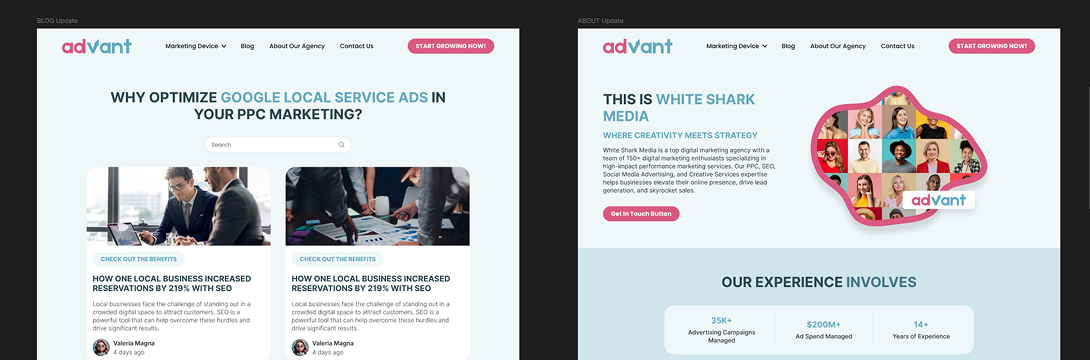 BLOG Update
advant
Marketing Device
Blog
About Our Agency
Contact Us
START GROWING NOW!
WHY OPTIMIZE GOOGLE LOCAL SERVICE ADS IN
YOUR PPC MARKETING?
Search
CHECK OUT THE BENEFITS
HOW ONE LOCAL BUSINESS INCREASED
RESERVATIONS BY 219% WITH SEO
Local businesses face the challenge of standing out in a
crowded digital space to attract customers. SEO is a
powerful tool that can help overcome these hurdles and
drive significant results.
Valeria Magna
4 days ago
CHECK OUT THE BENEFITS
HOW ONE LOCAL BUSINESS INCREASED
RESERVATIONS BY 219% WITH SEO
Local businesses face the challenge of standing out in a
crowded digital space to attract customers. SEO is a
powerful tool that can help overcome these hurdles and
drive significant results.
Valeria Magna
4 days ago
ABOUT Update
advant
Marketing Device
Blog
About Our Agency
Contact Us
START GROWING NOW!
THIS IS WHITE SHARK
MEDIA
WHERE CREATIVITY MEETS STRATEGY
White Shark Media is a top digital marketing agency with a
team of 150+ digital marketing enthusiasts specializing in
high-impact performance marketing services. Our PPC, SEO,
Social Media Advertising, and Creative Services expertise
helps businesses elevate their online presence, drive lead
generation, and skyrocket sales.
Get In Touch Button
advant
OUR EXPERIENCE INVOLVES
35K+
Advertising Campaigns
Managed
$200M+
Ad Spend Managed
14+
Years of Experience